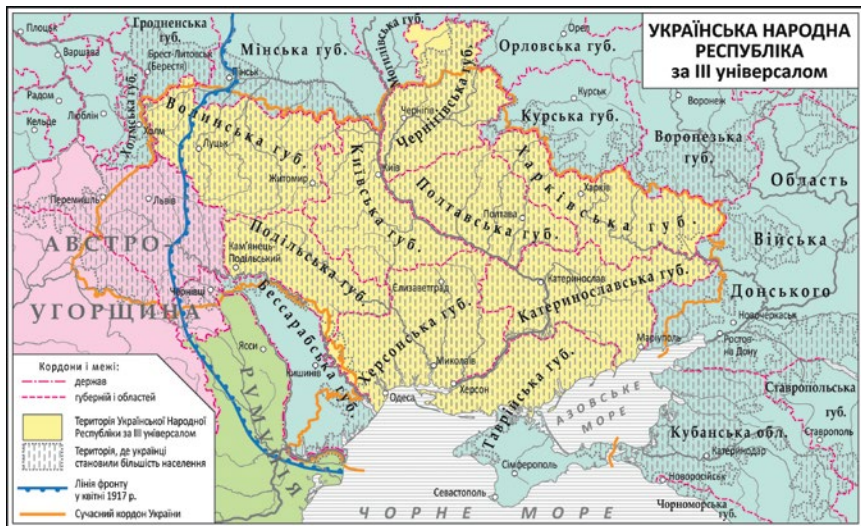 УКРАЇНСЬКА НАРОДНА
РЕСПУБЛІКА
за III універсалом
Плоцьк
Варшава
Радом
Кельце
Люблін
Гродненська
губ.
Брест-Литовськ
(Берестя)
Пінськ
Мінська губ.
Могилівська губ.
Орел
Орловська губ.
Курськ
Курська губ.
Воронеж
Воронезька
губ.
Холмська губ.
Холм
Волинська губ.
Луцьк
Житомир
Київська губ.
Київ
Чернігів
Чернігівська губ.
Харківська губ.
Харків
Полтавська губ.
Полтава
Область
Війська
Донського
Перемишль
Львів
АВСТРО-
УГОРЩИНА
Чернівці
Кам'янець-
Подільський
Подільська губ.
Бессарабська губ.
Єлизаветград
Катеринослав
Катеринославська губ.
Херсонська губ.
Миколаїв
Херсон
Одеса
Таврійська губ.
Маріуполь
Новочеркаськ
Ростов-
на Дону
Ясси
Кишинів
РУМУНІЯ
АЗОВСЬКЕ
МОРЕ
Ставропольська
губ.
Ставрополь
Кубанська обл.
Катеринодар
Новоросійськ
Чорноморська
губ.
Сімферополь
Севастополь
ЧОРНЕ МОРЕ
Кордони і межі:
держав
губерній і областей
Територія Української Народної
Республіки за III універсалом
Територія, де українці
становили більшість населення
Лінія фронту
у квітні 1917 р.
Сучасний кордон України